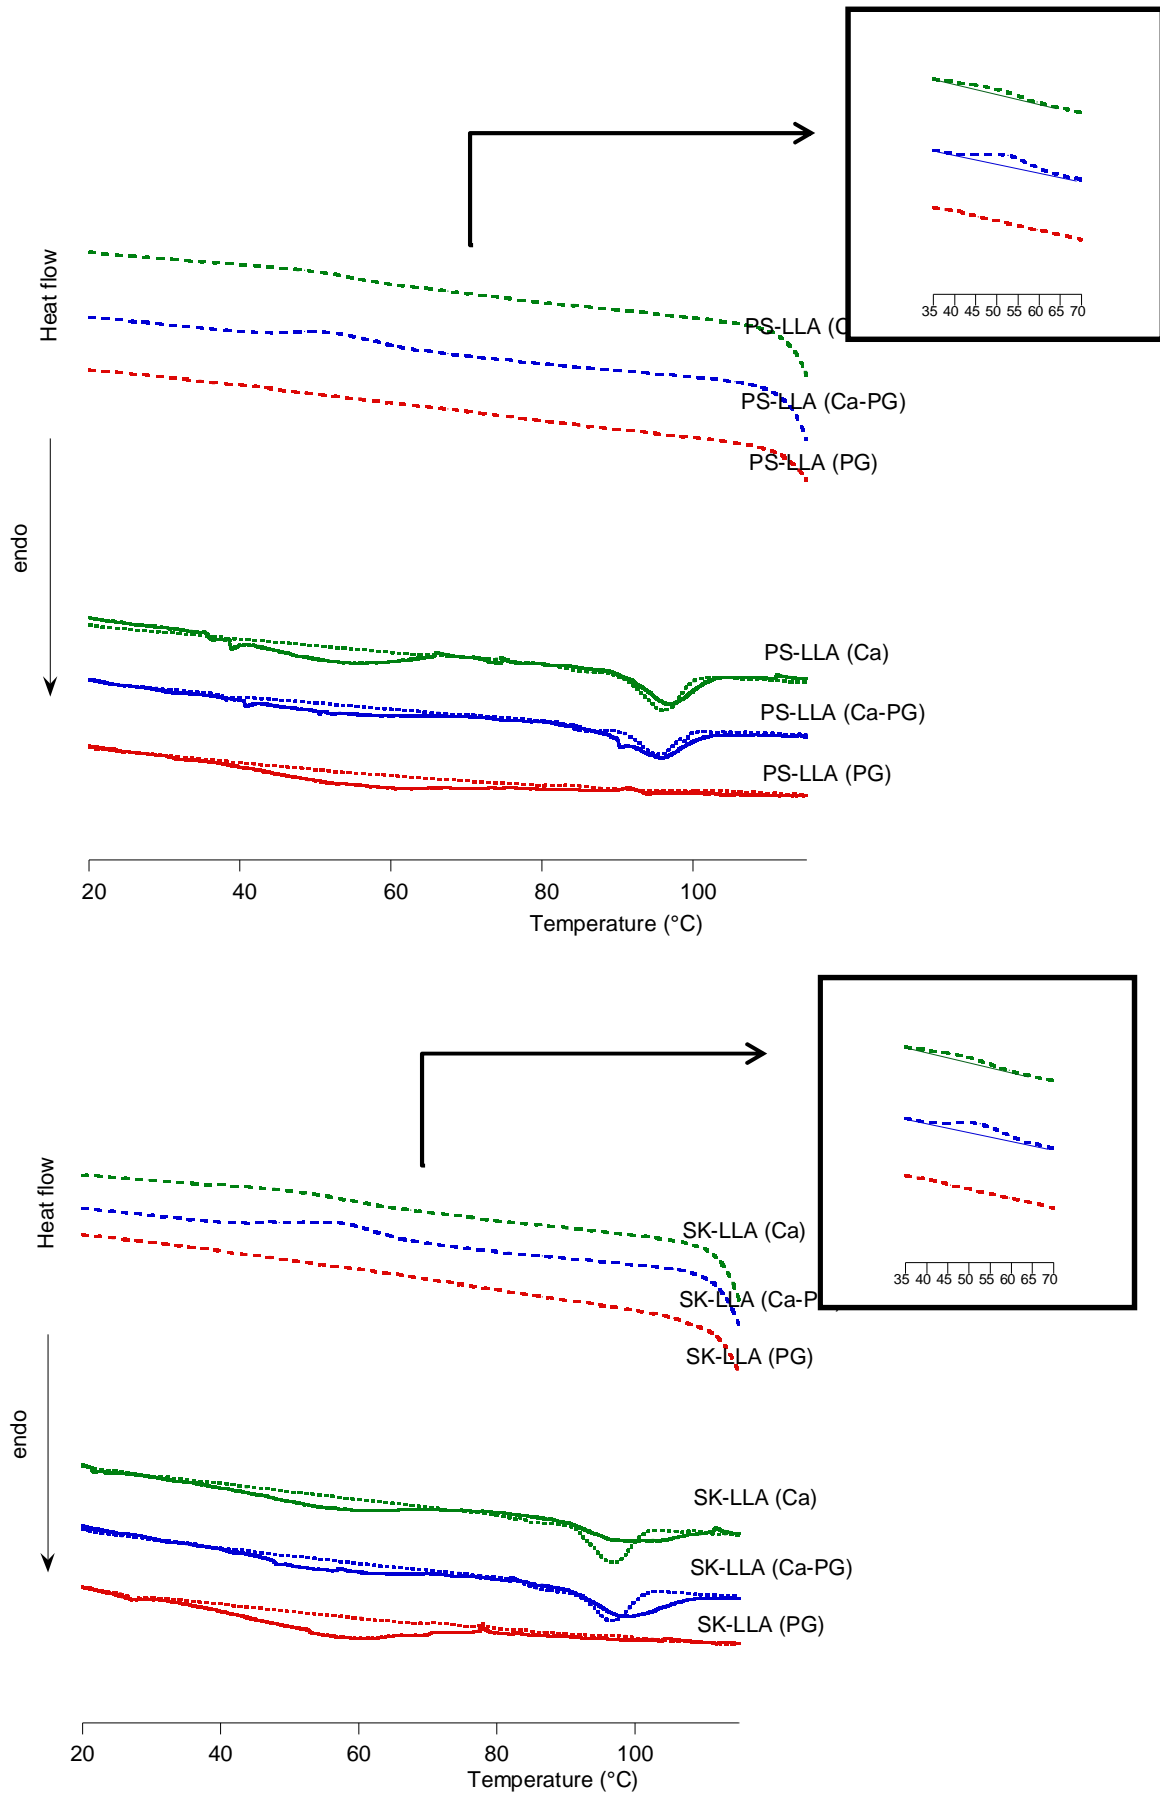 35 40 45 50 55 60 65 70
Heat flow
PS-LLA (C
PS-LLA (Ca-PG)
PS-LLA (PG)
endo
PS-LLA (Ca)
PS-LLA (Ca-PG)
PS-LLA (PG)
20 40 60 80 100
Temperature (°C)
35 40 45 50 55 60 65 70
Heat flow
SK-LLA (Ca)
SK-LLA (Ca-P
SK-LLA (PG)
endo
SK-LLA (Ca)
SK-LLA (Ca-PG)
SK-LLA (PG)
20 40 60 80 100
Temperature (°C)